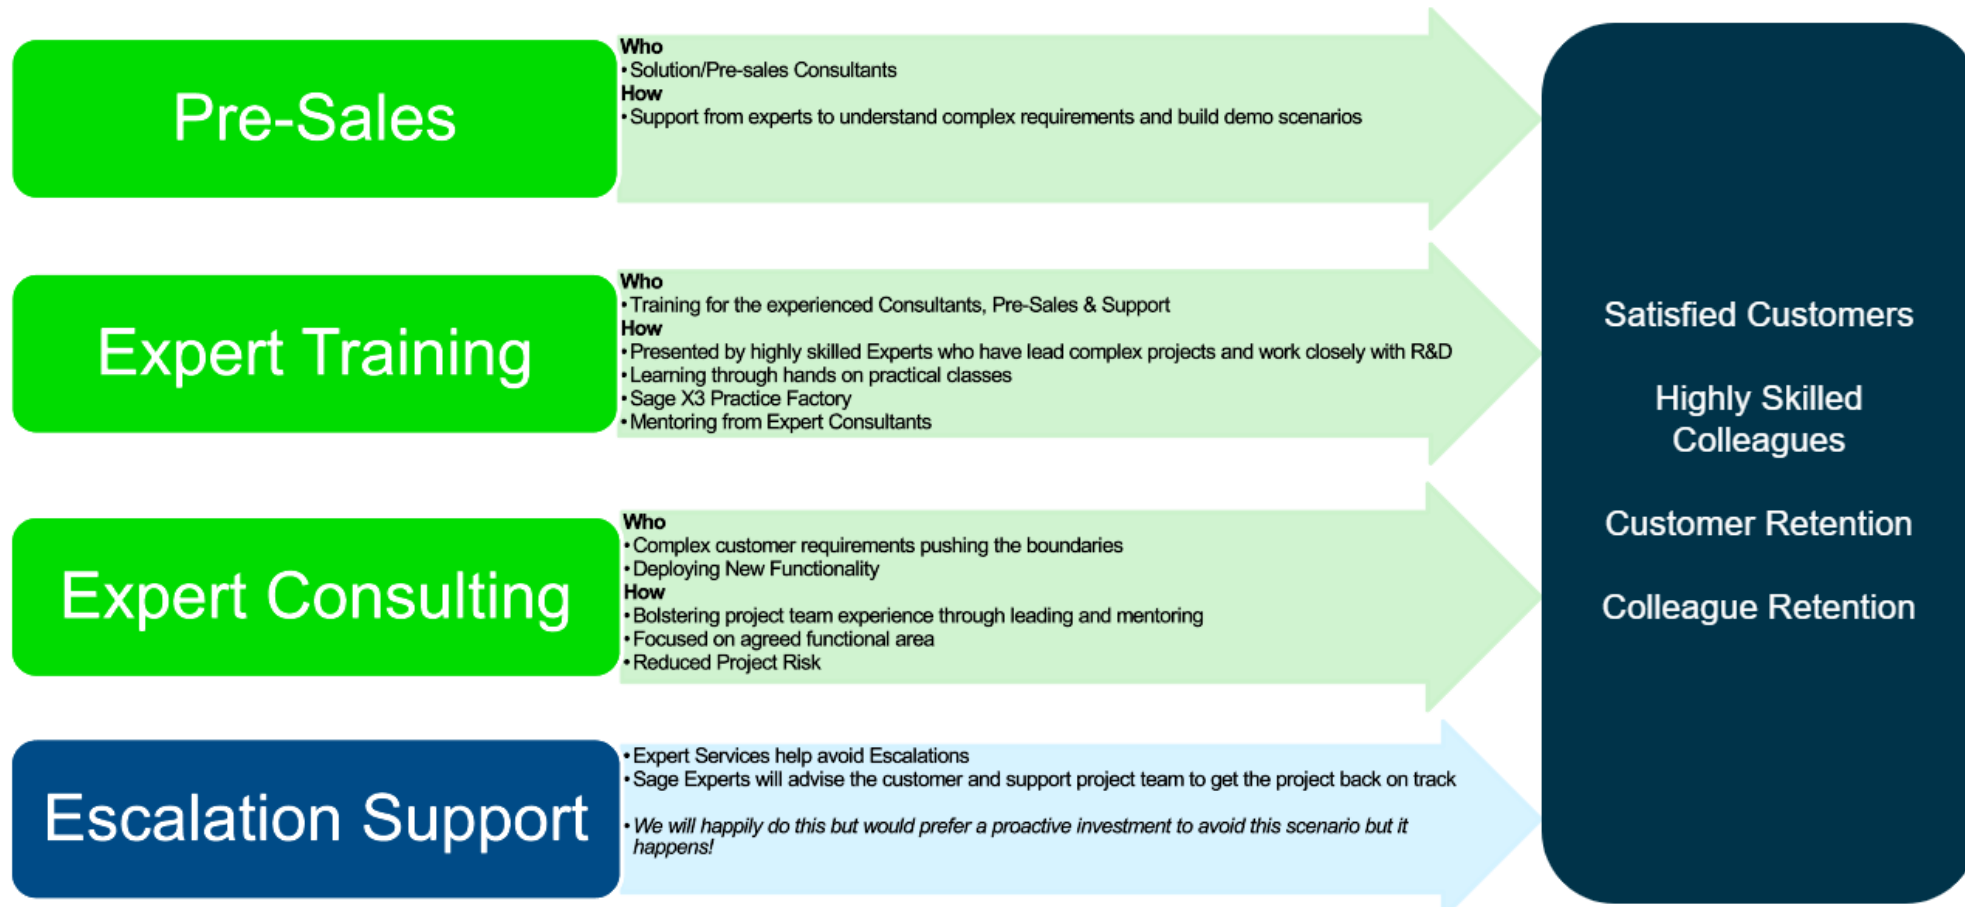 Pre-Sales
Who
•Solution/Pre-sales Consultants
How
•Support from experts to understand complex requirements and build demo scenarios
Expert Training
Who
•Training for the experienced Consultants, Pre-Sales & Support
How
•Presented by highly skilled Experts who have lead complex projects and work closely with R&D
•Learning through hands on practical classes
•Sage X3 Practice Factory
•Mentoring from Expert Consultants
Expert Consulting
Who
•Complex customer requirements pushing the boundaries
•Deploying New Functionality
How
•Bolstering project team experience through leading and mentoring
•Focused on agreed functional area
•Reduced Project Risk
Escalation Support
•Expert Services help avoid Escalations
•Sage Experts will advise the customer and support project team to get the project back on track
•We will happily do this but would prefer a proactive investment to avoid this scenario but it
happens!
Satisfied Customers
Highly Skilled
Colleagues
Customer Retention
Colleague Retention